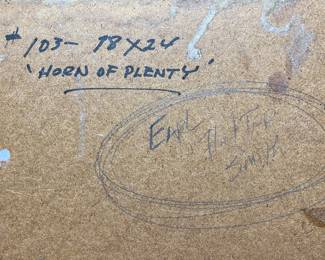 # 103- 18X24
'HORN OF PLENTY'
Earl
Smith